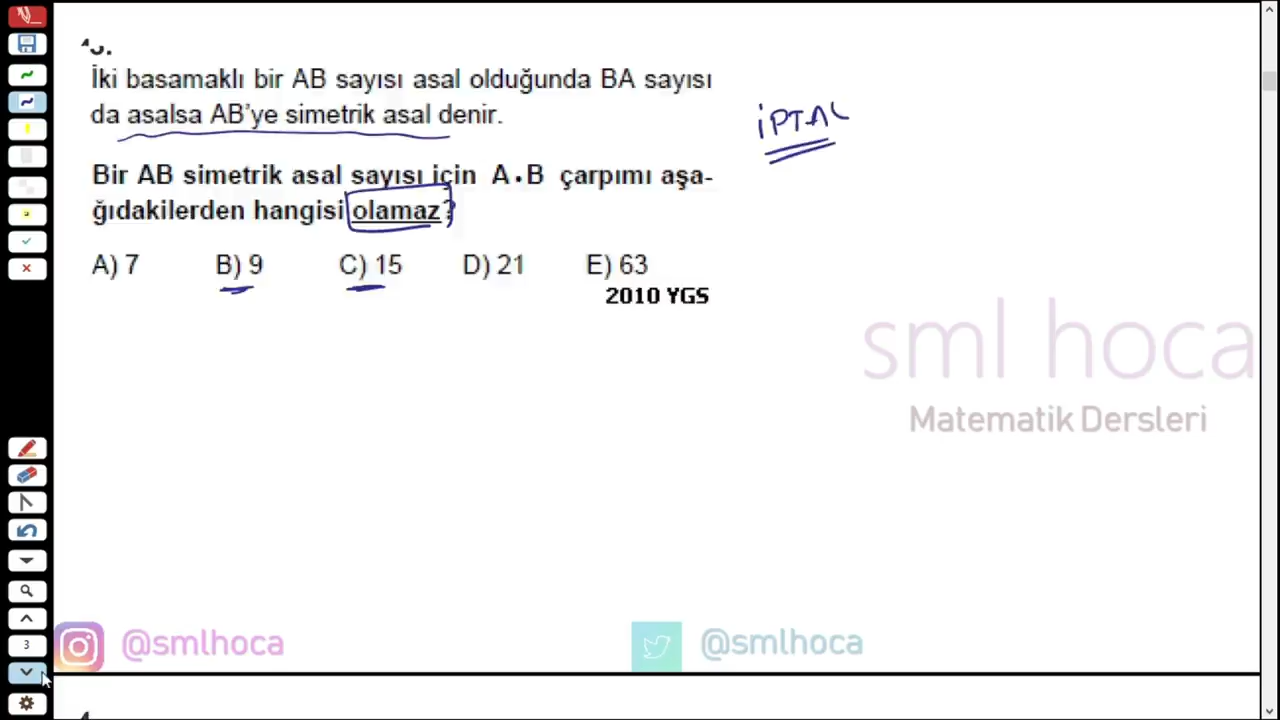 İki basamaklı bir AB sayısı asal olduğunda BA sayısı
da asalsa AB'ye simetrik asal denir.
İPTAL
Bir AB simetrik asal sayısı için A.B çarpımı aşa-
ğıdakilerden hangisi olamaz?
A) 7 B) 9 C) 15 D) 21 E) 63
2010 YGS
sml hoca
Matematik Dersleri
3
@smlhoca @smlhoca